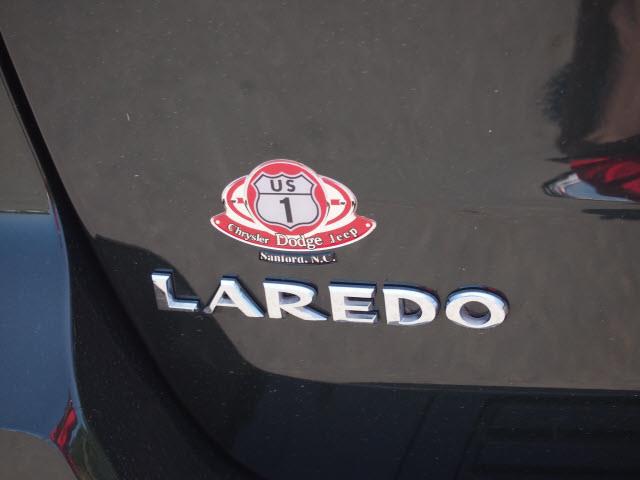 US
1
Chrysler Dodge Jeep
Sanford, N.C.
LAREDO